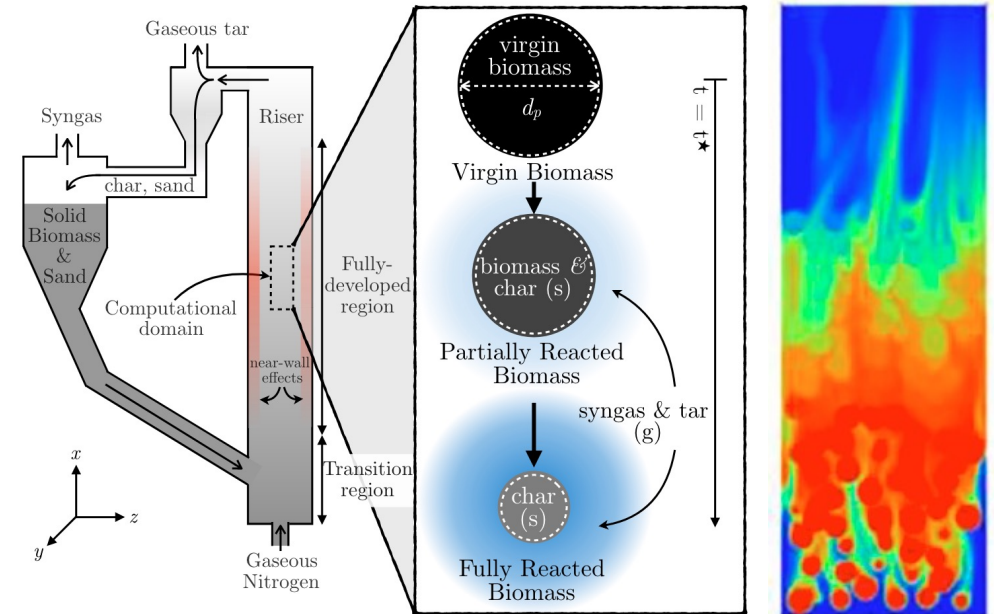 Gaseous tar
Syngas
Riser
char, sand
Solid
Biomass
&
Sand
Computational
domain
Fully-
developed
region
near-wall
effects
Transition
region
x
z
y
Gaseous
Nitrogen
virgin
biomass
dp
Virgin Biomass
biomass &
char (s)
Partially Reacted
Biomass
syngas & tar
(g)
char
(s)
Fully Reacted
Biomass
t = t★